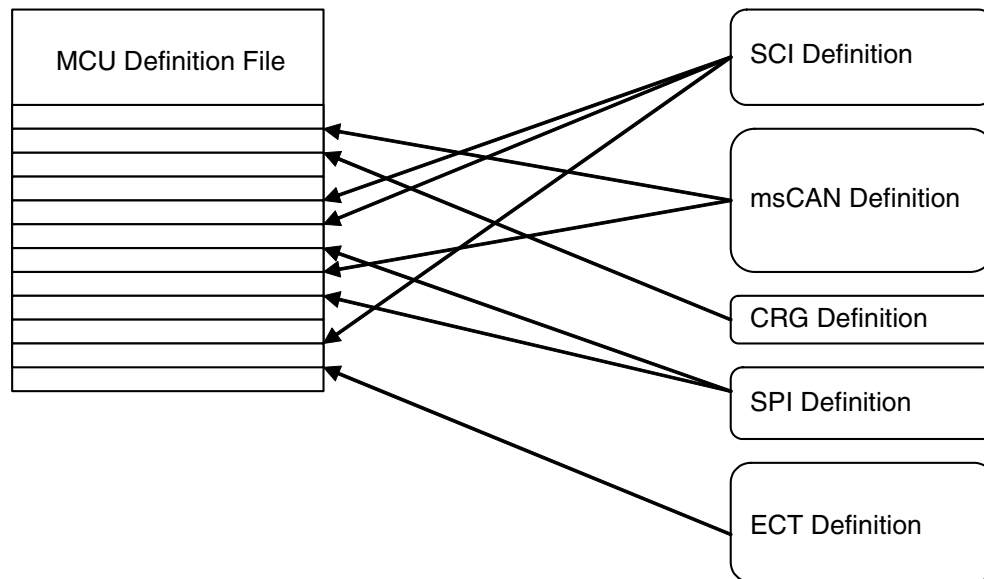 MCU Definition File
SCI Definition
msCAN Definition
CRG Definition
SPI Definition
ECT Definition